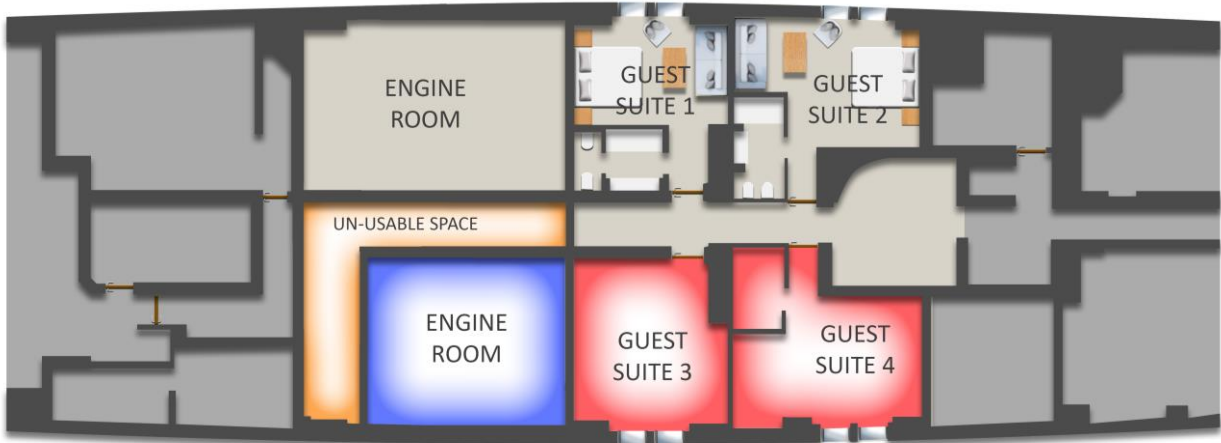 ENGINE
ROOM
GUEST
SUITE 1
GUEST
SUITE 2
UN-USABLE SPACE
ENGINE
ROOM
GUEST
SUITE 3
GUEST
SUITE 4